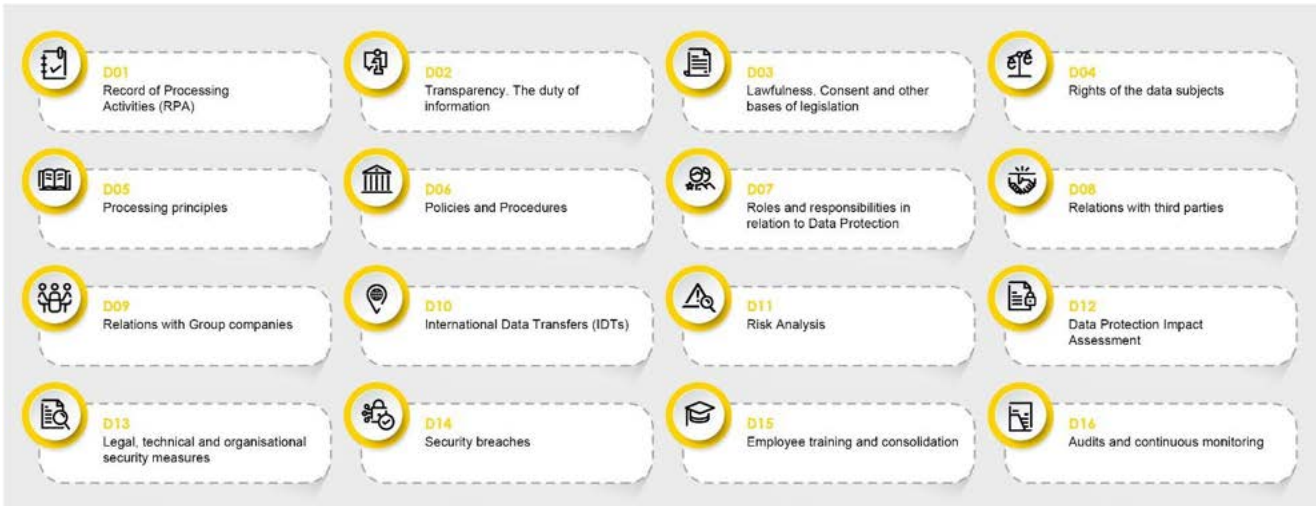 D01
Record of Processing
Activities (RPA)
D02
Transparency. The duty of
information
D03
Lawfulness. Consent and other
bases of legislation
D04
Rights of the data subjects
D05
Processing principles
D06
Policies and Procedures
D07
Roles and responsibilities in
relation to Data Protection
D08
Relations with third parties
D09
Relations with Group companies
D10
International Data Transfers (IDTs)
D11
Risk Analysis
D12
Data Protection Impact
Assessment
D13
Legal, technical and organisational
security measures
D14
Security breaches
D15
Employee training and consolidation
D16
Audits and continuous monitoring